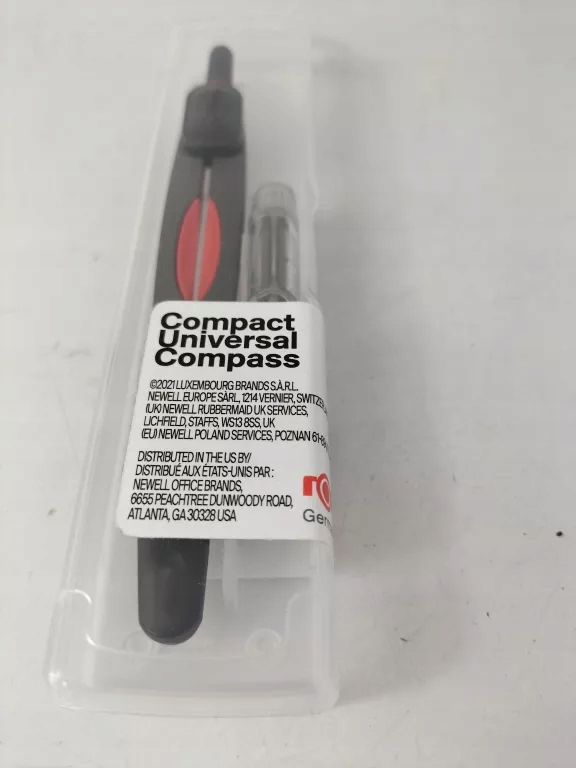 Compact
Universal
Compass
©2021 LUXEMBOURG BRANDS S.À.R.L.
NEWELL EUROPE SÀRL, 1214 VERNIER,
(UK) NEWELL RUBBERMAID UK SERVICES,
LICHFIELD, STAFFS, WS13 8SS, UK
(EU) NEWELL POLAND SERVICES, POZNAN
DISTRIBUTED IN THE US BY/
DISTRIBUÉ AUX ÉTATS-UNIS PAR :
NEWELL OFFICE BRANDS,
6655 PEACHTREE DUNWOODY ROAD,
ATLANTA, GA 30328 USA